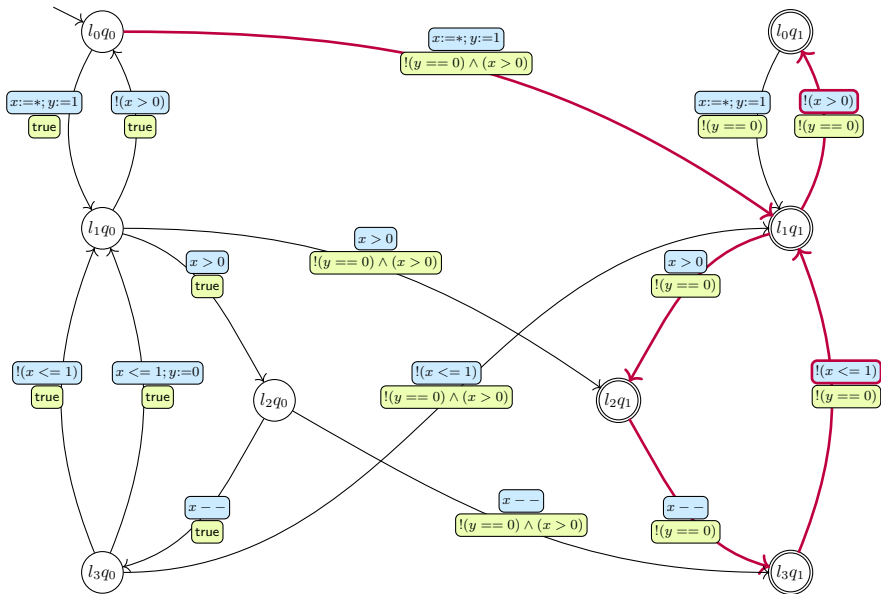 l₀q₀
x:=∗; y:=1
!(y == 0) ∧ (x > 0)
l₀q₁
x:=∗; y:=1
true
!(x > 0)
true
x:=∗; y:=1
!(y == 0)
!(x > 0)
!(y == 0)
l₁q₀
x > 0
!(y == 0) ∧ (x > 0)
l₁q₁
x > 0
true
x > 0
!(y == 0)
!(x <= 1)
true
x <= 1; y:=0
true
!(x <= 1)
!(y == 0) ∧ (x > 0)
!(x <= 1)
!(y == 0)
l₂q₀
l₂q₁
x − −
true
x − −
!(y == 0) ∧ (x > 0)
x − −
!(y == 0)
l₃q₀
l₃q₁